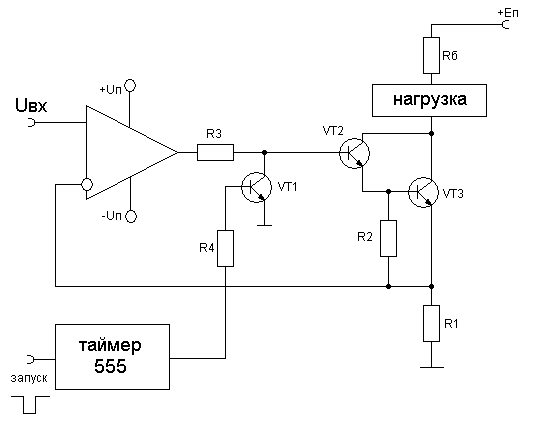 +Eп
R6
+Uп
Uвх
нагрузка
R3
VT2
VT1
VT3
-Uп
R4
R2
R1
таймер
555
запуск